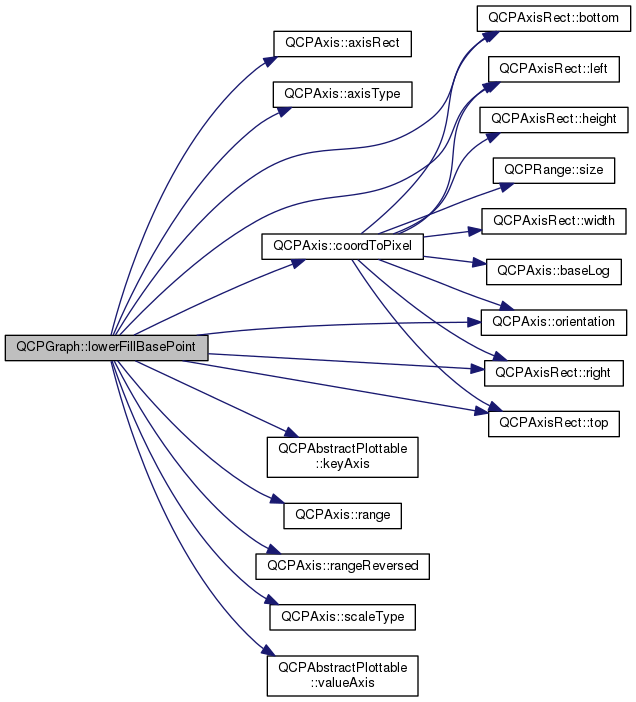 QCPGraph::lowerFillBasePoint
QCPAxis::axisRect
QCPAxis::axisType
QCPAxis::coordToPixel
QCPAbstractPlottable
::keyAxis
QCPAxis::range
QCPAxis::rangeReversed
QCPAxis::scaleType
QCPAbstractPlottable
::valueAxis
QCPAxisRect::bottom
QCPAxisRect::left
QCPAxisRect::height
QCPRange::size
QCPAxisRect::width
QCPAxis::baseLog
QCPAxis::orientation
QCPAxisRect::right
QCPAxisRect::top